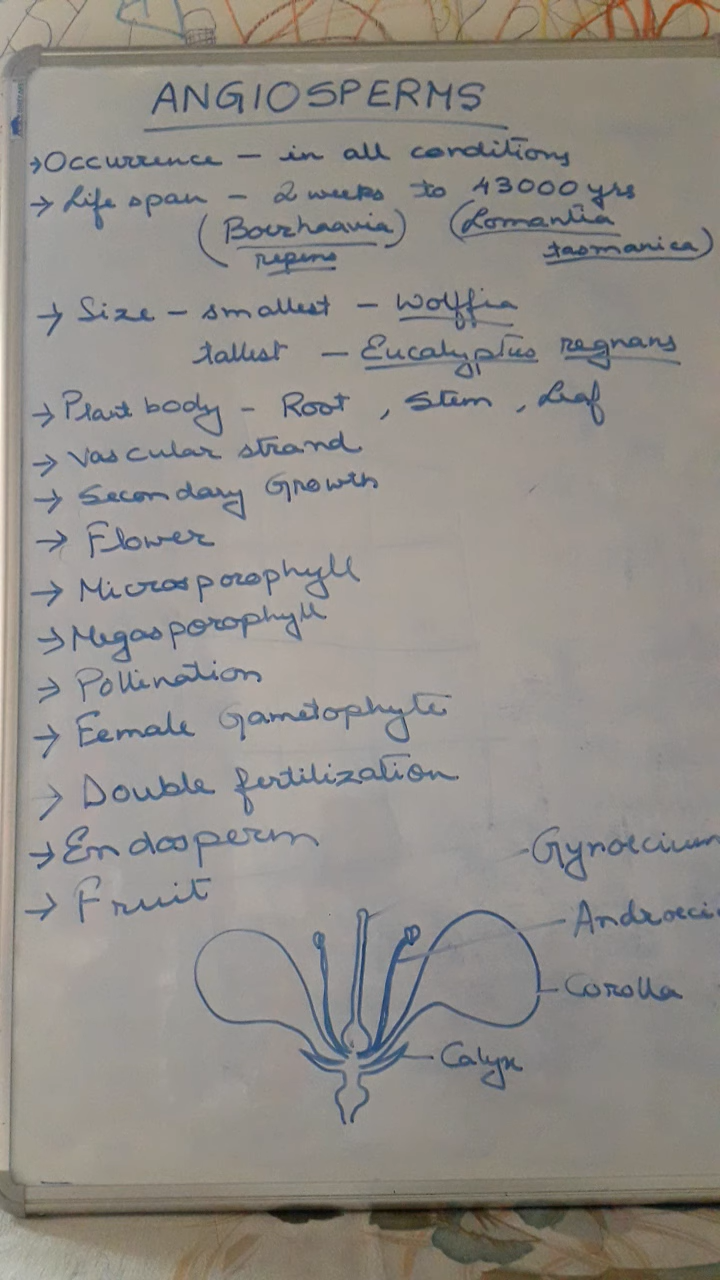 ANGIOSPERMS
→ Occurrence – in all conditions
→ Life span – 2 weeks to 43000 yrs
(Boerhaavia repens) (Lomantia tasmanica)
→ Size – smallest – Wolffia
tallest – Eucalyptus regnans
→ Plant body – Root, Stem, Leaf
→ Vascular strand
→ Secondary Growth
→ Flower
→ Microsporophyll
→ Megasporophyll
→ Pollination
→ Female Gametophyte
→ Double fertilization
→ Endosperm
→ Fruit
Gynoecium
Androeci
Corolla
Calyx